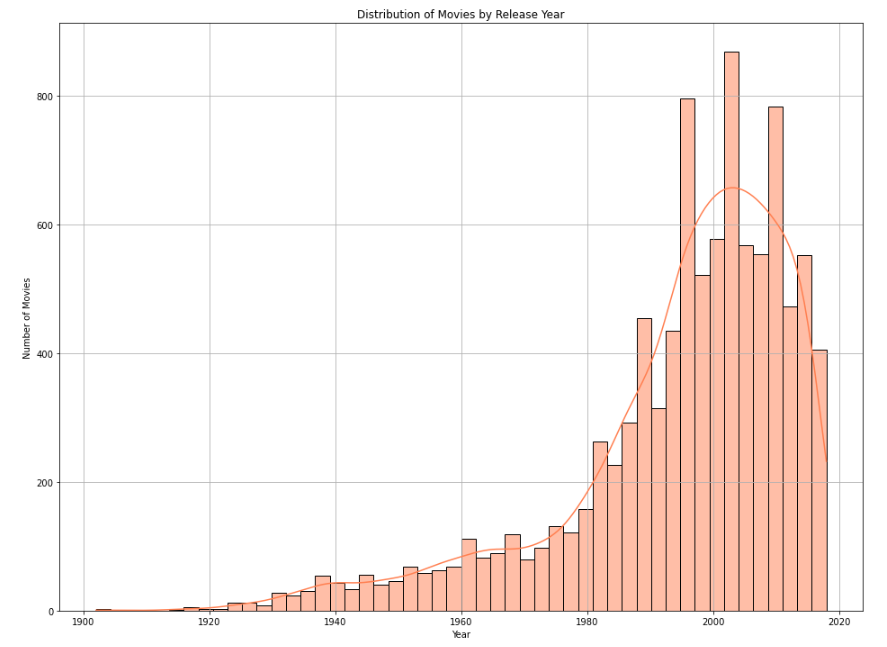 Distribution of Movies by Release Year
800
600
400
200
0
Number of Movies
1900 1920 1940 1960 1980 2000 2020
Year